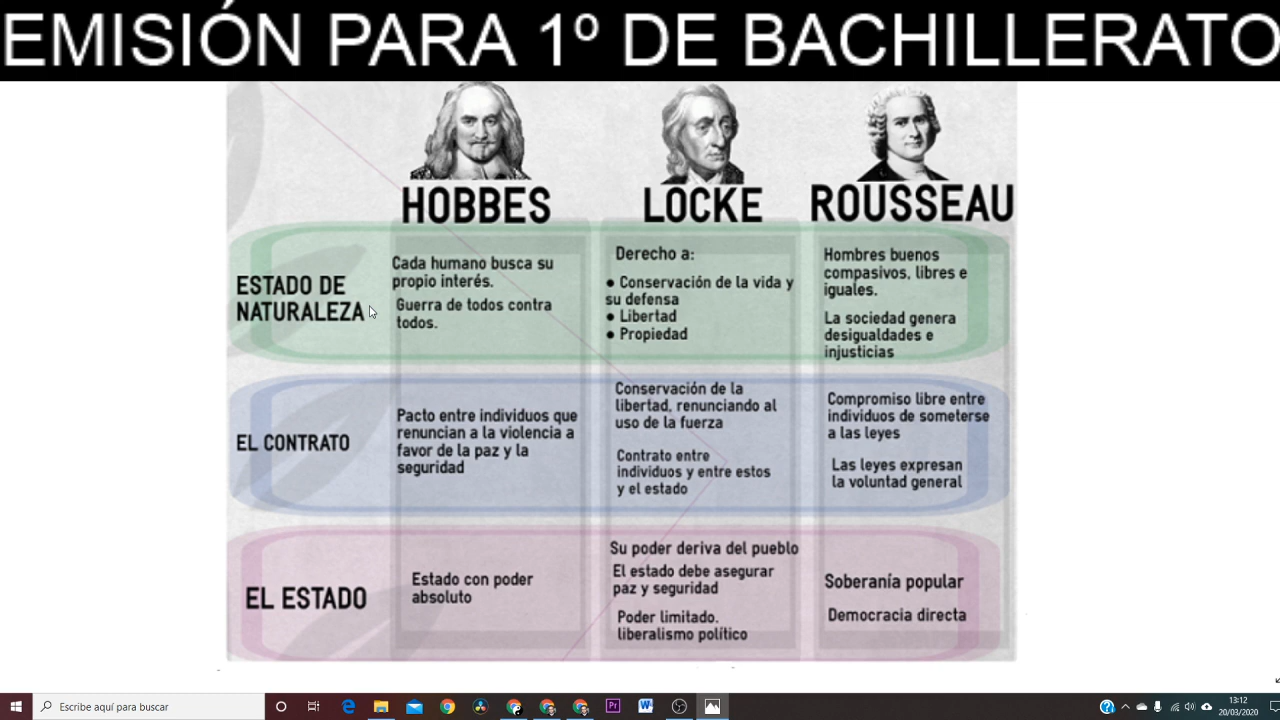 EMISIÓN PARA 1º DE BACHILLERATO
HOBBES
LOCKE
ROUSSEAU
ESTADO DE
NATURALEZA
Cada humano busca su
propio interés.
Guerra de todos contra
todos.
Derecho a:
● Conservación de la vida y
su defensa
● Libertad
● Propiedad
Hombres buenos
compasivos, libres e
iguales.
La sociedad genera
desigualdades e
injusticias
EL CONTRATO
Pacto entre individuos que
renuncian a la violencia a
favor de la paz y la
seguridad
Conservación de la
libertad, renunciando al
uso de la fuerza
Contrato entre
individuos y entre estos
y el estado
Compromiso libre entre
individuos de someterse
a las leyes
Las leyes expresan
la voluntad general
EL ESTADO
Estado con poder
absoluto
Su poder deriva del pueblo
El estado debe asegurar
paz y seguridad
Poder limitado.
liberalismo político
Soberanía popular
Democracia directa
Escribe aquí para buscar
Pr
W
13:12
20/03/2020